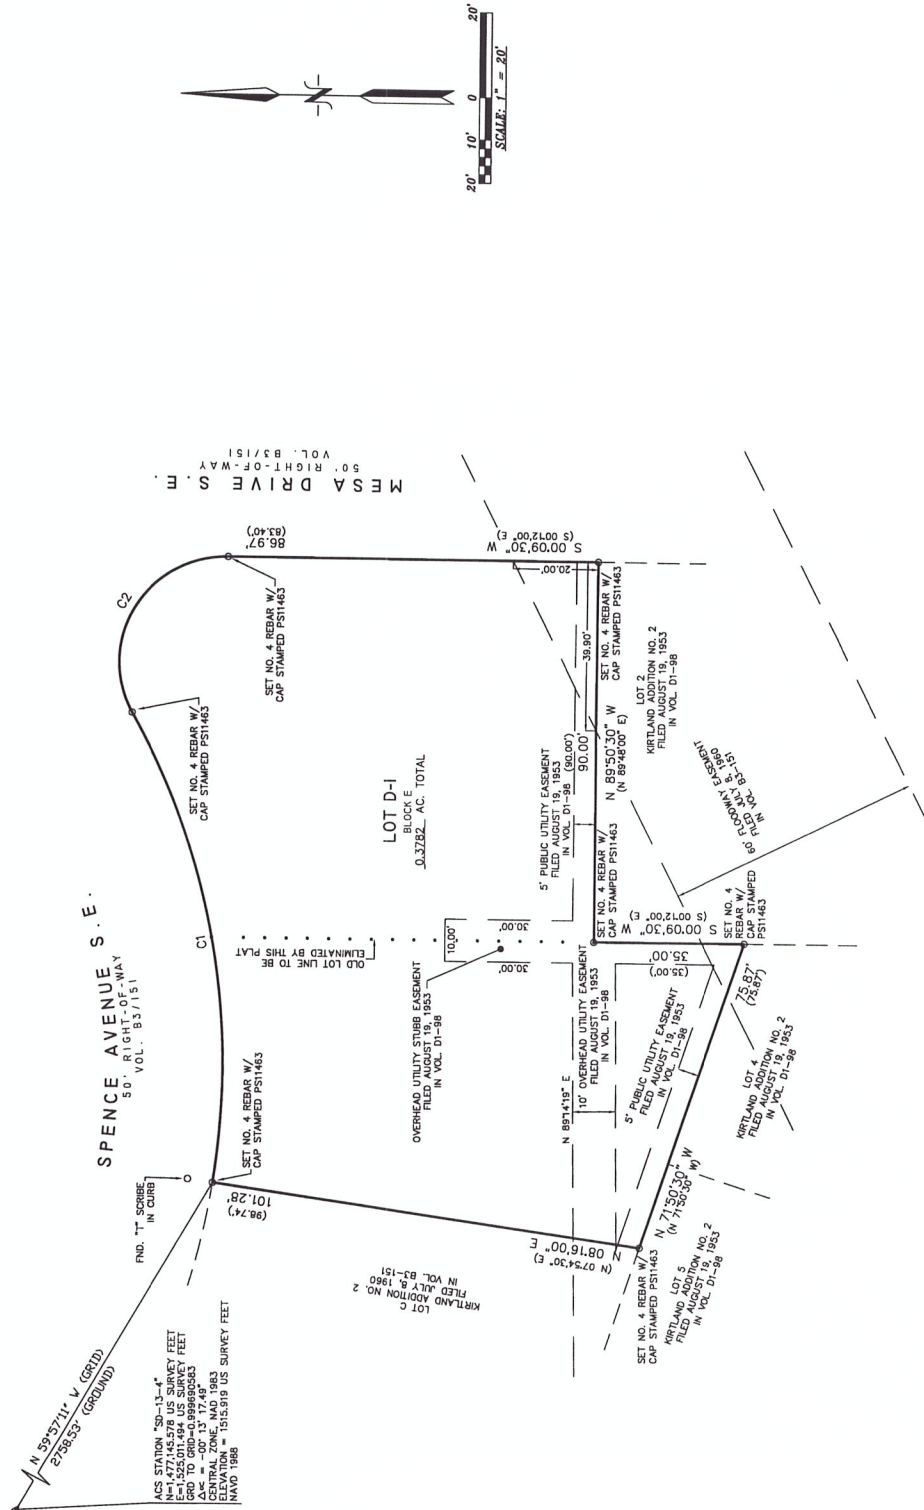 N 59°57'11" W (GRID)
2758.53' (GROUND)
ACS STATION "SD-13-4"
N=1,477,145.578 US SURVEY FEET
E=1,525,011.494 US SURVEY FEET
GRD TO GRID=0.999690583
Δ∝ = -00° 13' 17.49"
CENTRAL ZONE, NAD 1983
ELEVATION = 1515.919 US SURVEY FEET
NAVD 1988
FND. "T" SCRIBE
IN CURB
SPENCE AVENUE S.E.
50' RIGHT-OF-WAY
VOL. B3/151
C1
C2
MESA DRIVE S.E.
50' RIGHT-OF-WAY
VOL. B3/151
N
20'
10'
0
20'
SCALE: 1" = 20'
SET NO. 4 REBAR W/
CAP STAMPED PS11463
SET NO. 4 REBAR W/
CAP STAMPED PS11463
SET NO. 4 REBAR W/
CAP STAMPED PS11463
86.97'
(83.40')
S 00°09'30" W
(S 00°12'00" E)
OLD LOT LINE TO BE
ELIMINATED BY THIS PLAT
LOT D-1
BLOCK E
0.3782 AC. TOTAL
101.28'
(98.74')
N 08°16'00" E
(N 07°54'30" E)
LOT C
KIRTLAND ADDITION NO. 2
FILED JULY 8, 1960
IN VOL. B3-151
OVERHEAD UTILITY STUBB EASEMENT
FILED AUGUST 19, 1953
IN VOL. D1-98
10.00'
30.00'
30.00'
5' PUBLIC UTILITY EASEMENT
FILED AUGUST 19, 1953
IN VOL. D1-98
(90.00')
90.00'
39.90'
20.00'
N 89°50'30" W
(N 89°48'00" E)
SET NO. 4 REBAR W/
CAP STAMPED PS11463
SET NO. 4 REBAR W/
CAP STAMPED PS11463
LOT 2
KIRTLAND ADDITION NO. 2
FILED AUGUST 19, 1953
IN VOL. D1-98
60' FLOODWAY EASEMENT
FILED JULY 8, 1960
IN VOL. B3-151
N 89°14'19" E
10' OVERHEAD UTILITY EASEMENT
FILED AUGUST 19, 1953
IN VOL. D1-98
S 00°09'30" W
(S 00°12'00" E)
35.00'
(35.00')
SET NO. 4
REBAR W/
CAP STAMPED
PS11463
5' PUBLIC UTILITY EASEMENT
FILED AUGUST 19, 1953
IN VOL. D1-98
75.87'
(75.87')
N 71°50'30" W
(N 71°50'30" W)
LOT 4
KIRTLAND ADDITION NO. 2
FILED AUGUST 19, 1953
IN VOL. D1-98
SET NO. 4 REBAR W/
CAP STAMPED PS11463
LOT 5
KIRTLAND ADDITION NO. 2
FILED AUGUST 19, 1953
IN VOL. D1-98